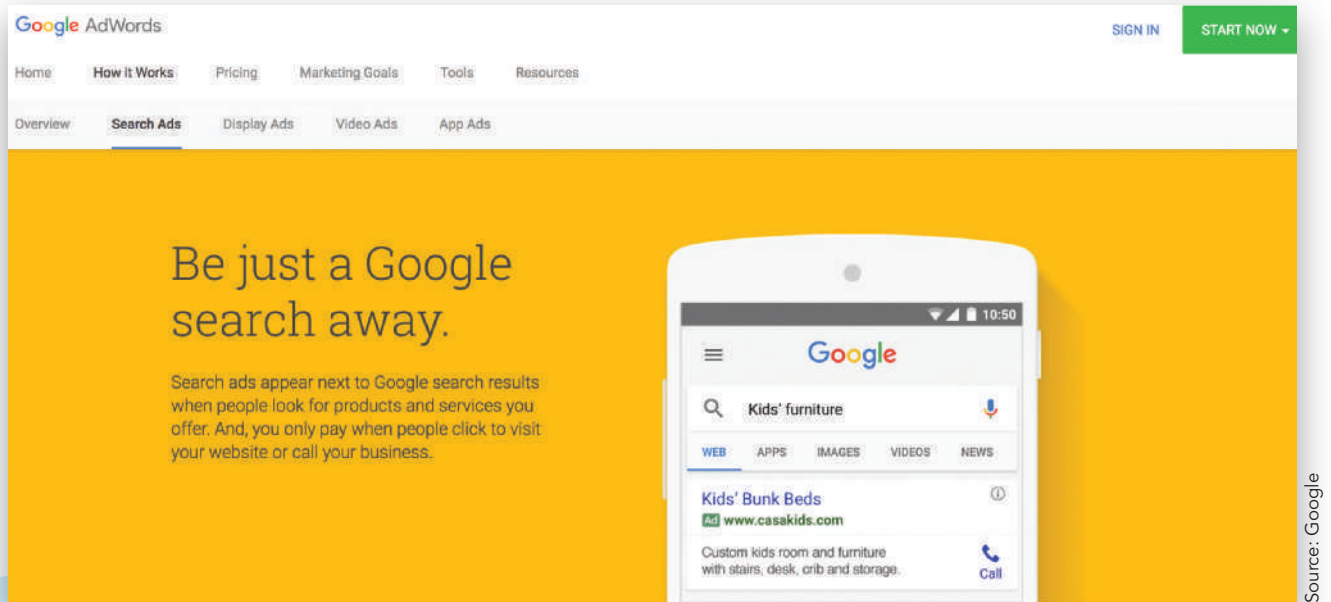 Google AdWords
SIGN IN
START NOW
Home How it Works Pricing Marketing Goals Tools Resources
Overview Search Ads Display Ads Video Ads App Ads
Be just a Google
search away.
Search ads appear next to Google search results
when people look for products and services you
offer. And, you only pay when people click to visit
your website or call your business.
10:50
Google
Kids' furniture
WEB APPS IMAGES VIDEOS NEWS
Kids' Bunk Beds
Ad www.casakids.com
Custom kids room and furniture
with stairs, desk, crib and storage.
Call
Source: Google